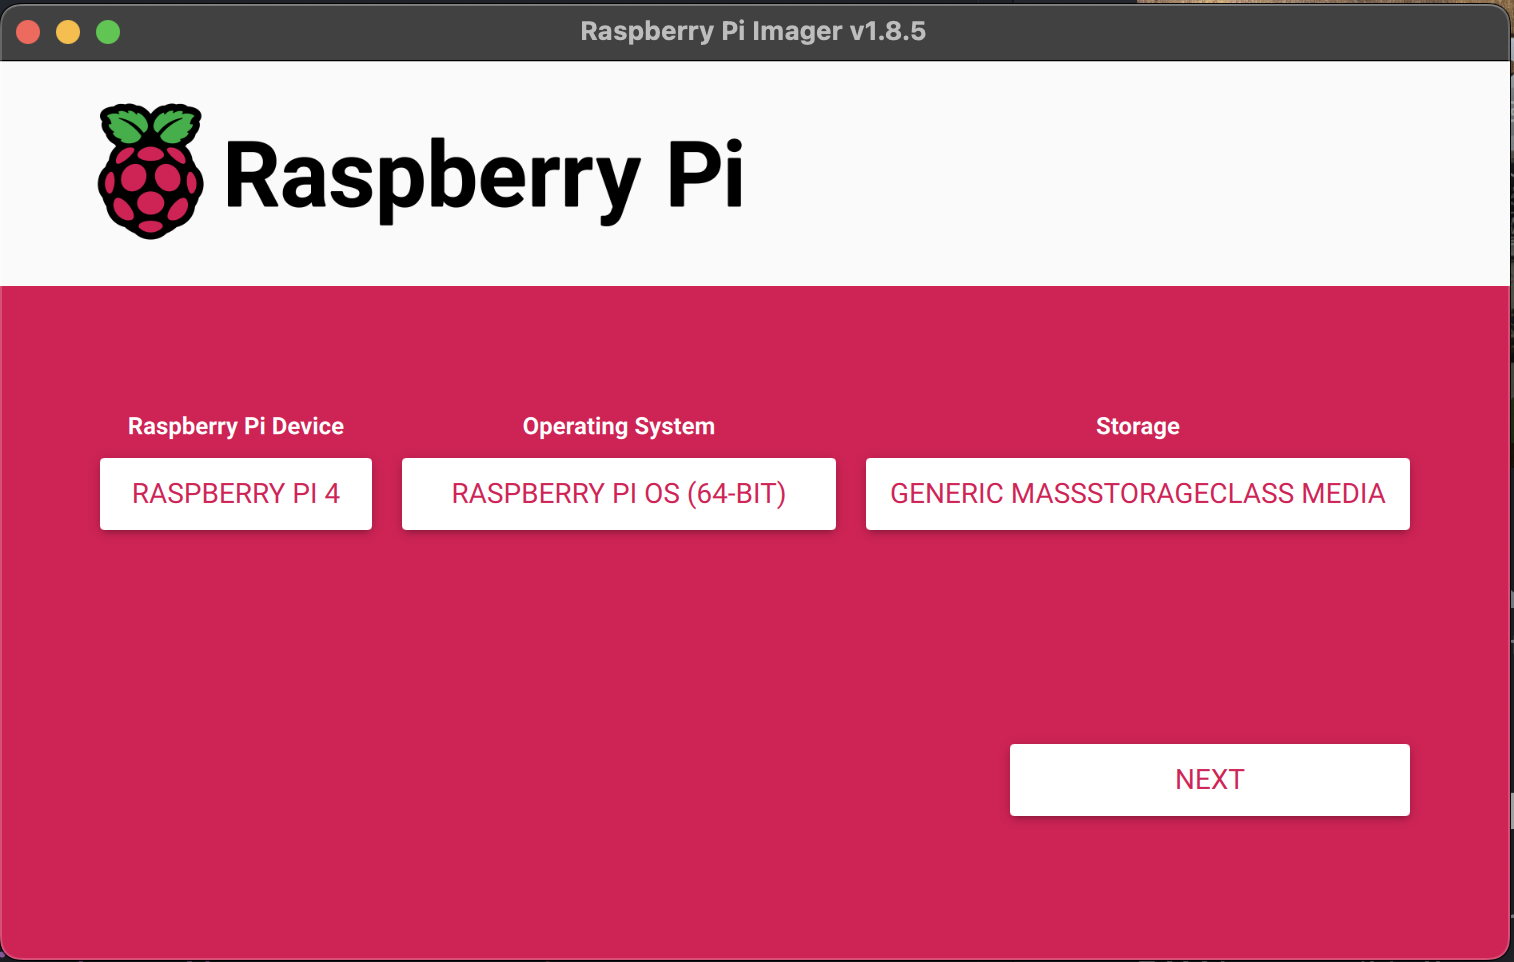 Raspberry Pi Imager v1.8.5
Raspberry Pi
Raspberry Pi Device
Operating System
Storage
RASPBERRY PI 4
RASPBERRY PI OS (64-BIT)
GENERIC MASSSTORAGECLASS MEDIA
NEXT